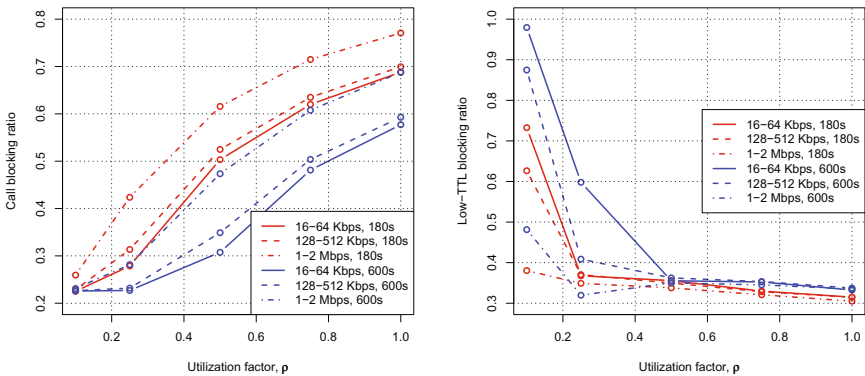 Call blocking ratio
0.8
0.7
0.6
0.5
0.4
0.3
0.2
0.2 0.4 0.6 0.8 1.0
Utilization factor, ρ
16−64 Kbps, 180s
128−512 Kbps, 180s
1−2 Mbps, 180s
16−64 Kbps, 600s
128−512 Kbps, 600s
1−2 Mbps, 600s
Low−TTL blocking ratio
1.0
0.9
0.8
0.7
0.6
0.5
0.4
0.3
0.2 0.4 0.6 0.8 1.0
Utilization factor, ρ
16−64 Kbps, 180s
128−512 Kbps, 180s
1−2 Mbps, 180s
16−64 Kbps, 600s
128−512 Kbps, 600s
1−2 Mbps, 600s